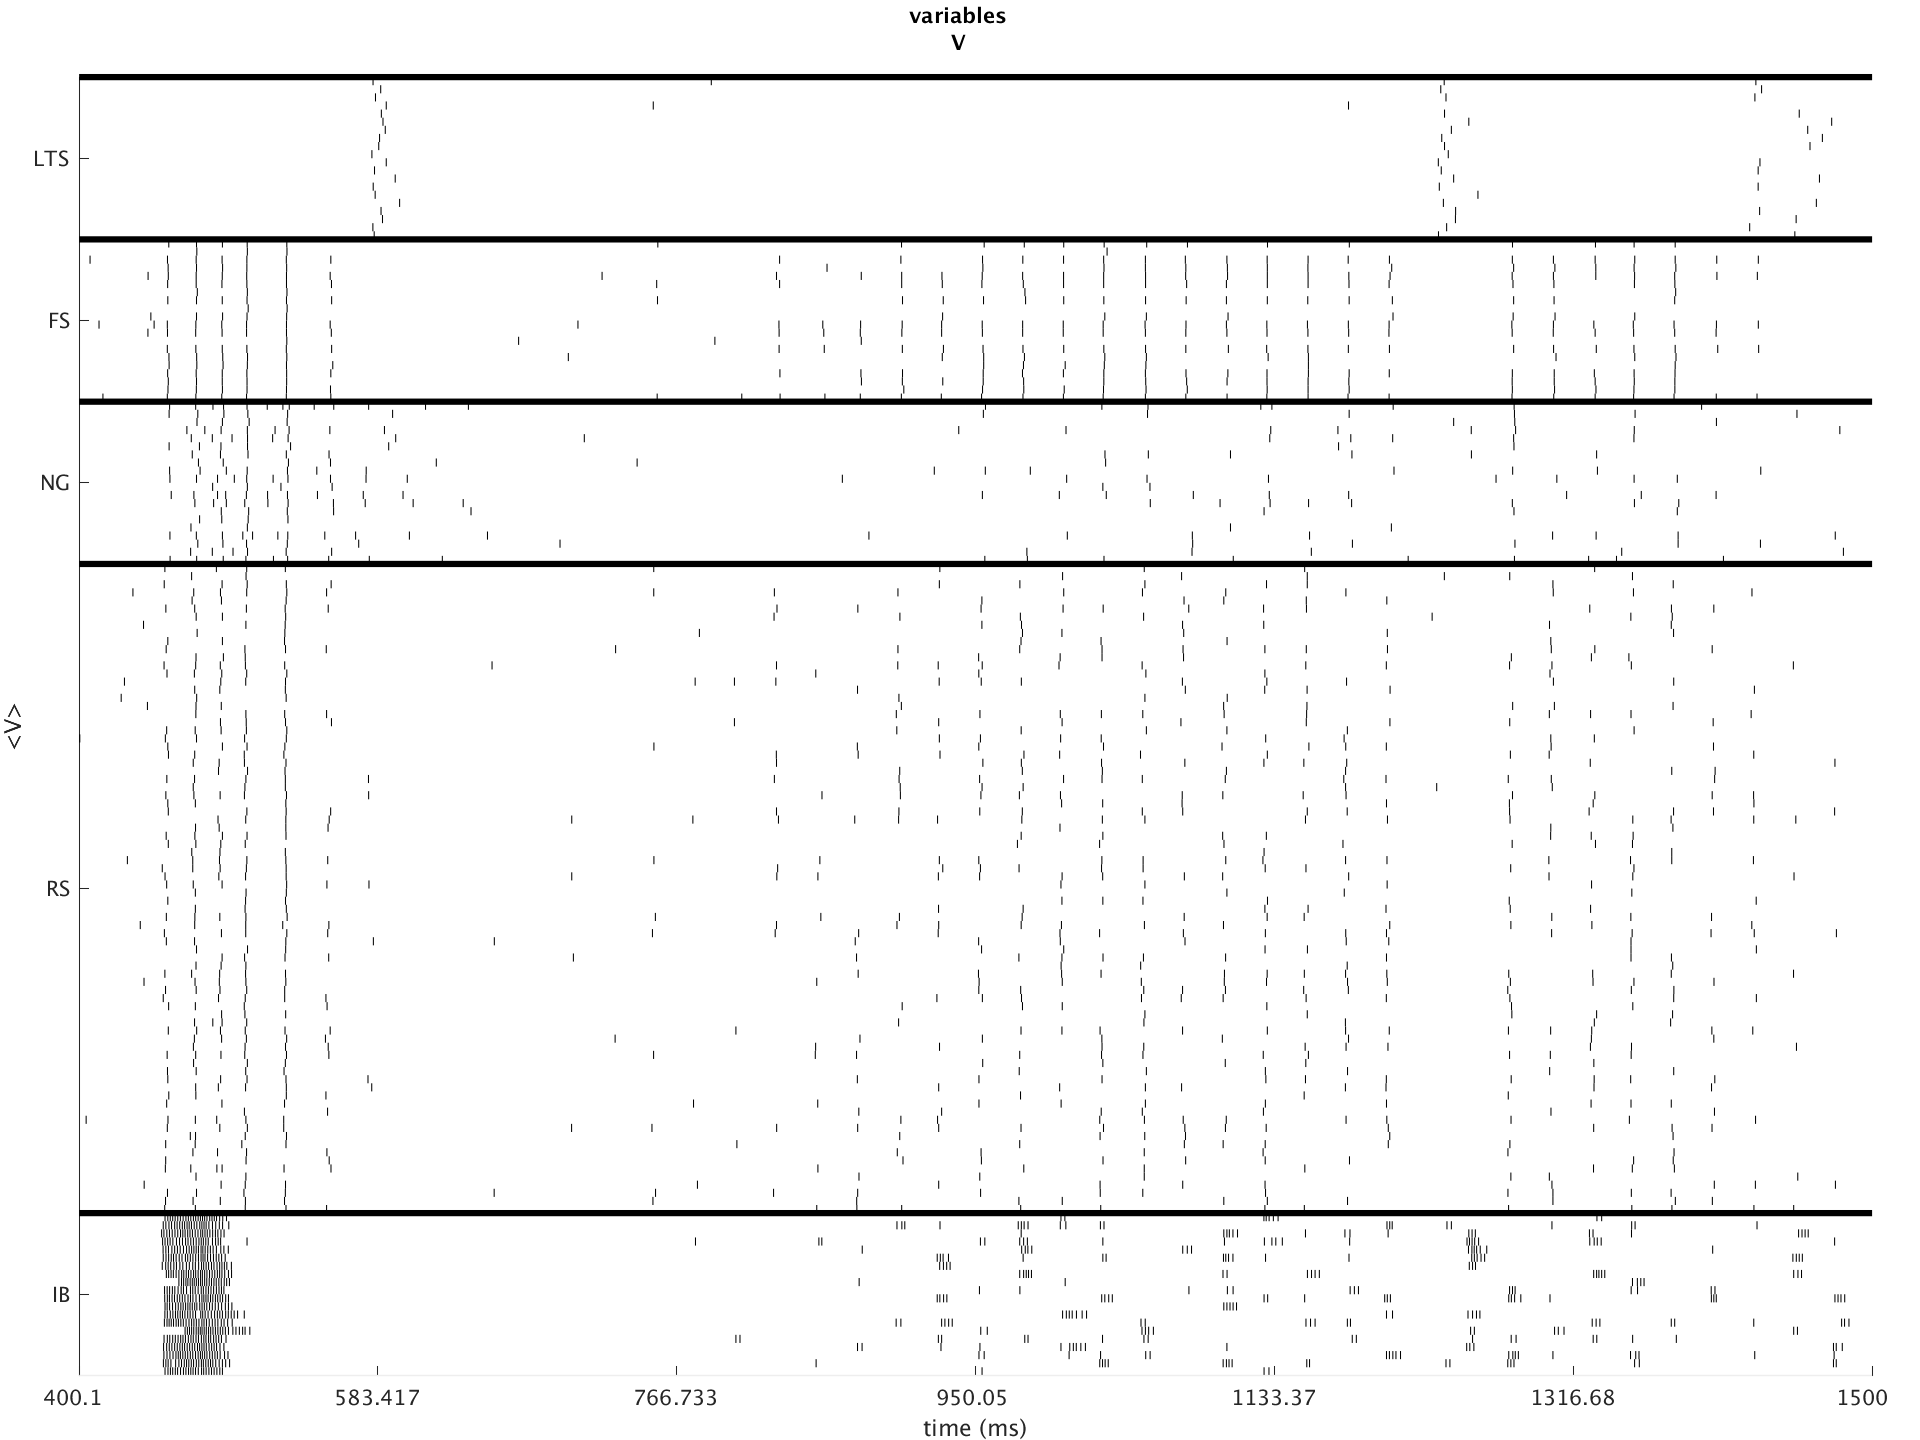 variables
V
LTS
FS
NG
RS
IB
<V>
400.1 583.417 766.733 950.05 1133.37 1316.68 1500
time (ms)